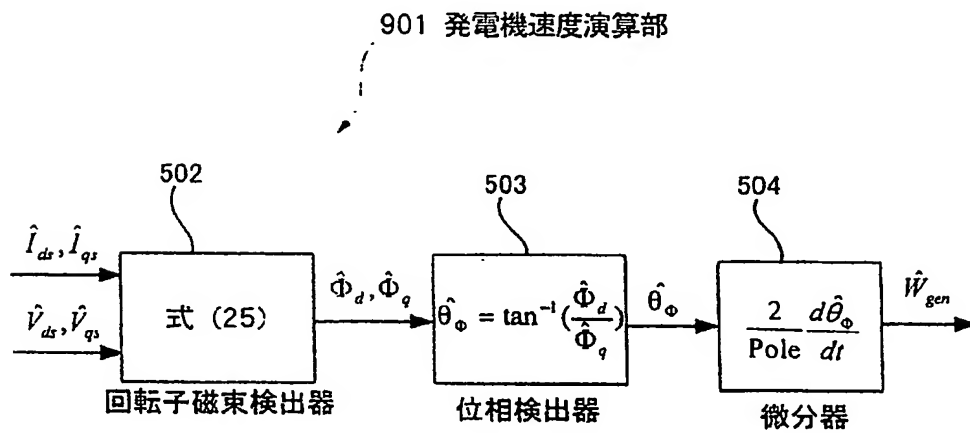 901 発電機速度演算部
502
503
504
Î_ds, Î_qs
V̂_ds, V̂_qs
式 (25)
Φ̂_d, Φ̂_q
θ̂_Φ = tan⁻¹(Φ̂_d / Φ̂_q)
θ̂_Φ
2/Pole dθ̂_Φ/dt
Ŵ_gen
回転子磁束検出器
位相検出器
微分器